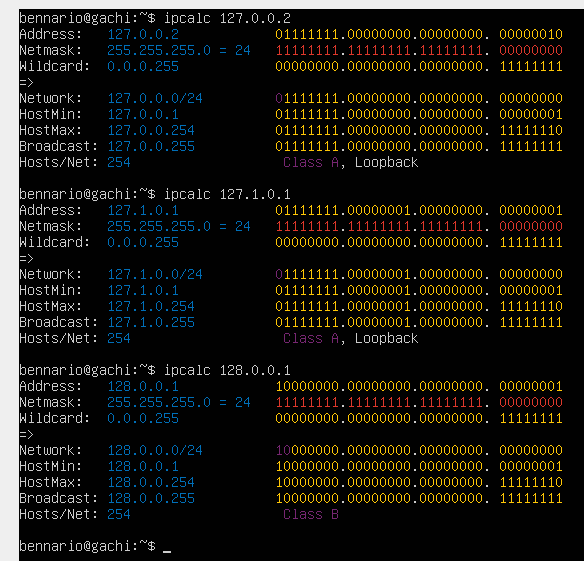 bennario@gachi:~$ ipcalc 127.0.0.2
Address: 127.0.0.2 01111111.00000000.00000000. 00000010
Netmask: 255.255.255.0 = 24 11111111.11111111.11111111. 00000000
Wildcard: 0.0.0.255 00000000.00000000.00000000. 11111111
=>
Network: 127.0.0.0/24 01111111.00000000.00000000. 00000000
HostMin: 127.0.0.1 01111111.00000000.00000000. 00000001
HostMax: 127.0.0.254 01111111.00000000.00000000. 11111110
Broadcast: 127.0.0.255 01111111.00000000.00000000. 11111111
Hosts/Net: 254 Class A, Loopback
bennario@gachi:~$ ipcalc 127.1.0.1
Address: 127.1.0.1 01111111.00000001.00000000. 00000001
Netmask: 255.255.255.0 = 24 11111111.11111111.11111111. 00000000
Wildcard: 0.0.0.255 00000000.00000000.00000000. 11111111
=>
Network: 127.1.0.0/24 01111111.00000001.00000000. 00000000
HostMin: 127.1.0.1 01111111.00000001.00000000. 00000001
HostMax: 127.1.0.254 01111111.00000001.00000000. 11111110
Broadcast: 127.1.0.255 01111111.00000001.00000000. 11111111
Hosts/Net: 254 Class A, Loopback
bennario@gachi:~$ ipcalc 128.0.0.1
Address: 128.0.0.1 10000000.00000000.00000000. 00000001
Netmask: 255.255.255.0 = 24 11111111.11111111.11111111. 00000000
Wildcard: 0.0.0.255 00000000.00000000.00000000. 11111111
=>
Network: 128.0.0.0/24 10000000.00000000.00000000. 00000000
HostMin: 128.0.0.1 10000000.00000000.00000000. 00000001
HostMax: 128.0.0.254 10000000.00000000.00000000. 11111110
Broadcast: 128.0.0.255 10000000.00000000.00000000. 11111111
Hosts/Net: 254 Class B
bennario@gachi:~$ _